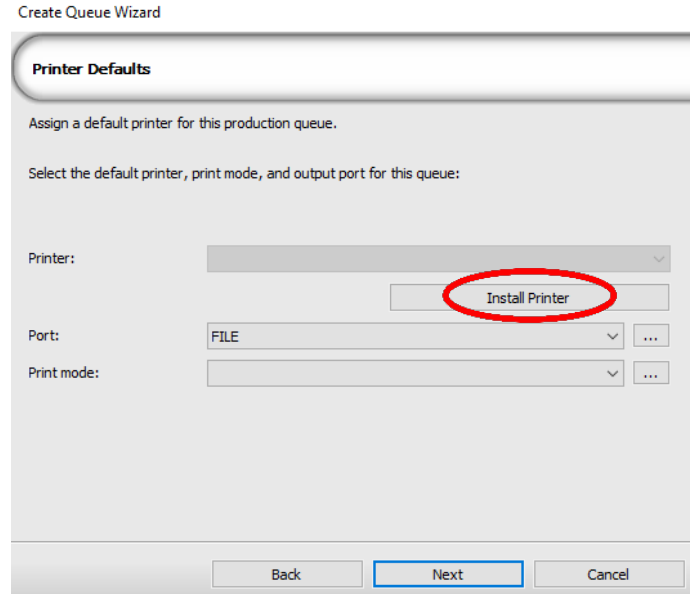 Create Queue Wizard
Printer Defaults
Assign a default printer for this production queue.
Select the default printer, print mode, and output port for this queue:
Printer:
Install Printer
Port: FILE ...
Print mode: ...
Back Next Cancel